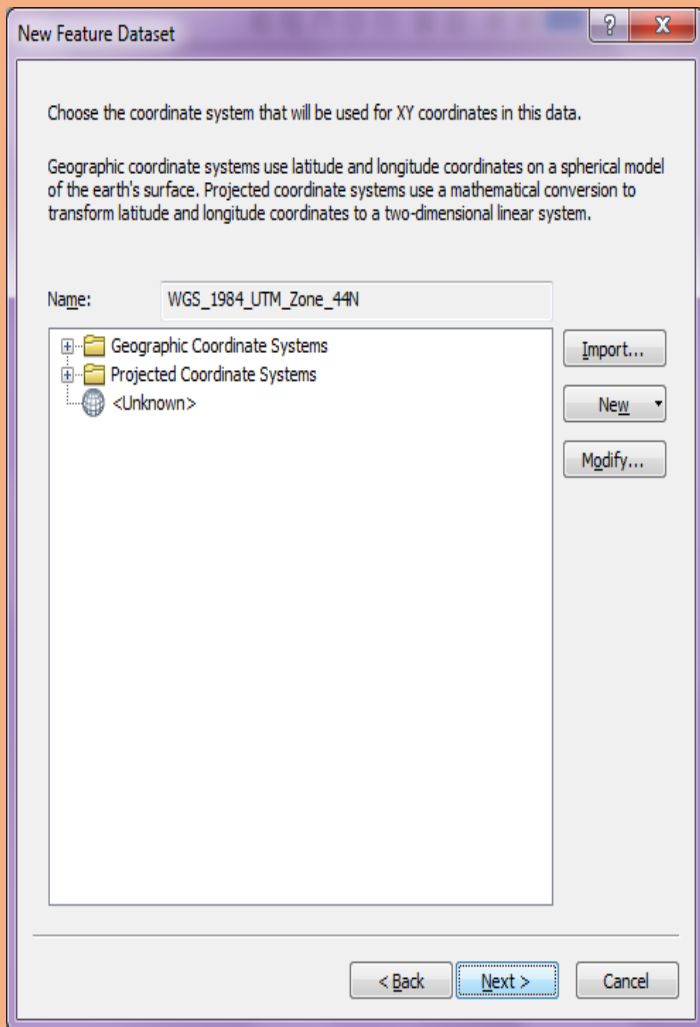 New Feature Dataset
Choose the coordinate system that will be used for XY coordinates in this data.
Geographic coordinate systems use latitude and longitude coordinates on a spherical model
of the earth's surface. Projected coordinate systems use a mathematical conversion to
transform latitude and longitude coordinates to a two-dimensional linear system.
Name: WGS_1984_UTM_Zone_44N
Geographic Coordinate Systems
Projected Coordinate Systems
<Unknown>
Import...
New
Modify...
< Back
Next >
Cancel